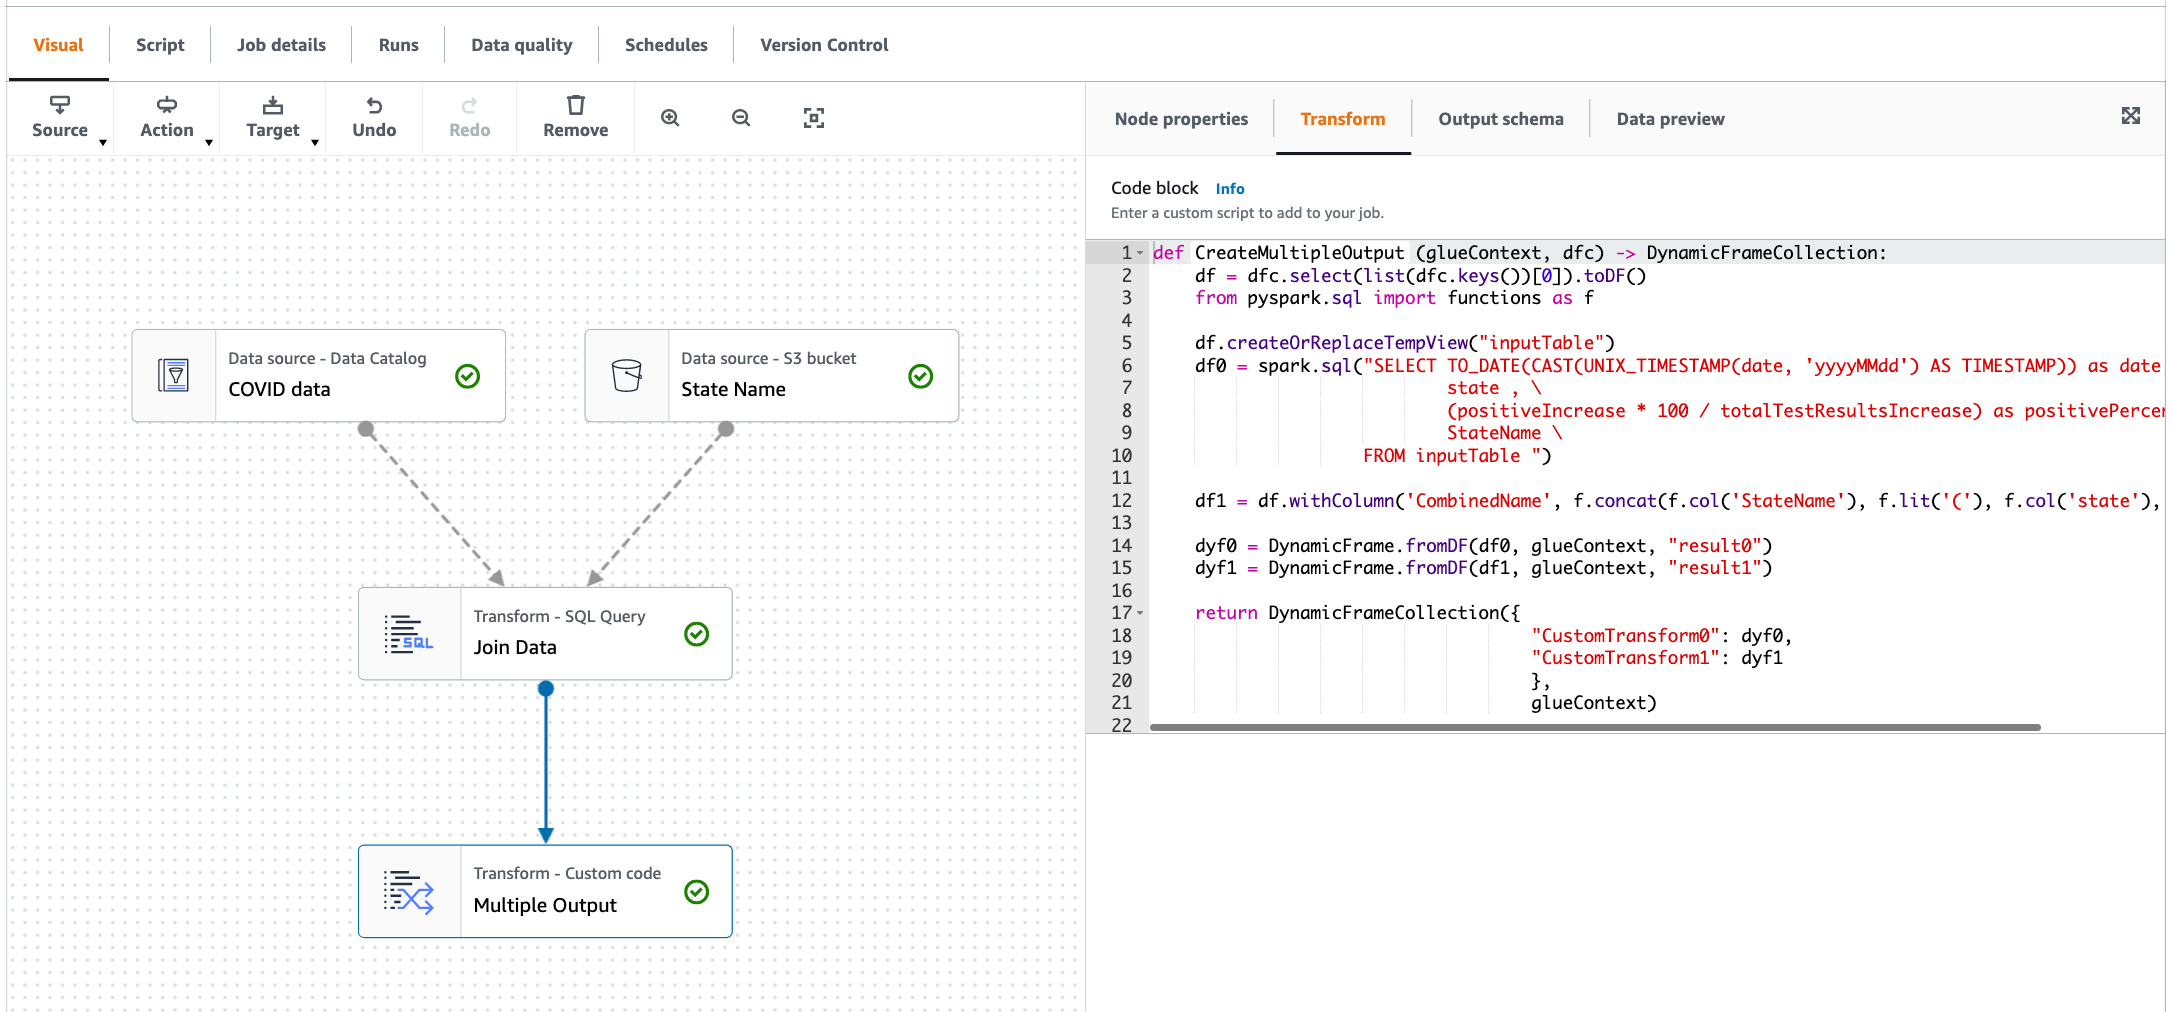 Visual Script Job details Runs Data quality Schedules Version Control
Source Action Target Undo Redo Remove
Node properties Transform Output schema Data preview
Code block Info
Enter a custom script to add to your job.
1 def CreateMultipleOutput (glueContext, dfc) -> DynamicFrameCollection:
2 df = dfc.select(list(dfc.keys())[0]).toDF()
3 from pyspark.sql import functions as f
4
5 df.createOrReplaceTempView("inputTable")
6 df0 = spark.sql("SELECT TO_DATE(CAST(UNIX_TIMESTAMP(date, 'yyyyMMdd') AS TIMESTAMP)) as date
7 state , \
8 (positiveIncrease * 100 / totalTestResultsIncrease) as positivePercen
9 StateName \
10 FROM inputTable ")
11
12 df1 = df.withColumn('CombinedName', f.concat(f.col('StateName'), f.lit('('), f.col('state'),
13
14 dyf0 = DynamicFrame.fromDF(df0, glueContext, "result0")
15 dyf1 = DynamicFrame.fromDF(df1, glueContext, "result1")
16
17 return DynamicFrameCollection({
18 "CustomTransform0": dyf0,
19 "CustomTransform1": dyf1
20 },
21 glueContext)
22
Data source - Data Catalog
COVID data
Data source - S3 bucket
State Name
Transform - SQL Query
SQL
Join Data
Transform - Custom code
Multiple Output